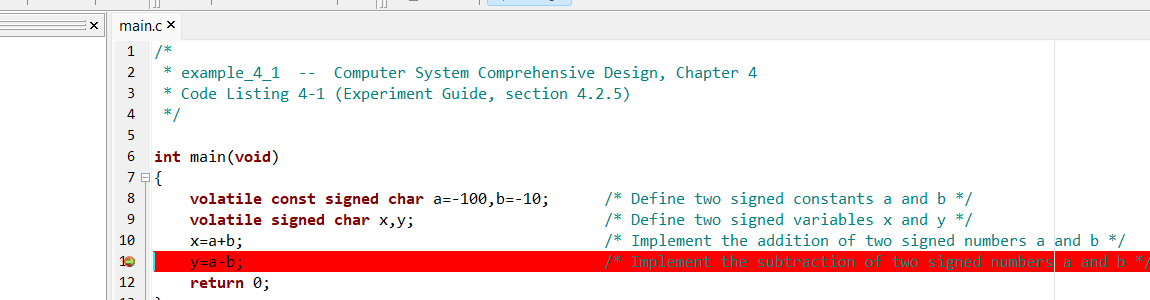 main.c ×
1 /*
2 * example_4_1 -- Computer System Comprehensive Design, Chapter 4
3 * Code Listing 4-1 (Experiment Guide, section 4.2.5)
4 */
5
6 int main(void)
7 {
8 volatile const signed char a=-100,b=-10; /* Define two signed constants a and b */
9 volatile signed char x,y; /* Define two signed variables x and y */
10 x=a+b; /* Implement the addition of two signed numbers a and b */
y=a-b; /* Implement the subtraction of two signed numbers a and b */
12 return 0;